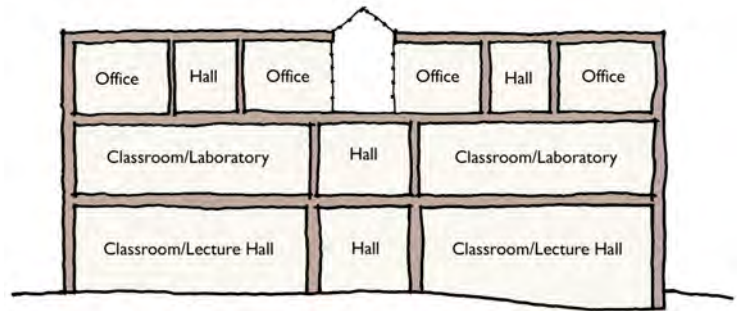 Office
Hall
Office
Office
Hall
Office
Classroom/Laboratory
Hall
Classroom/Laboratory
Classroom/Lecture Hall
Hall
Classroom/Lecture Hall